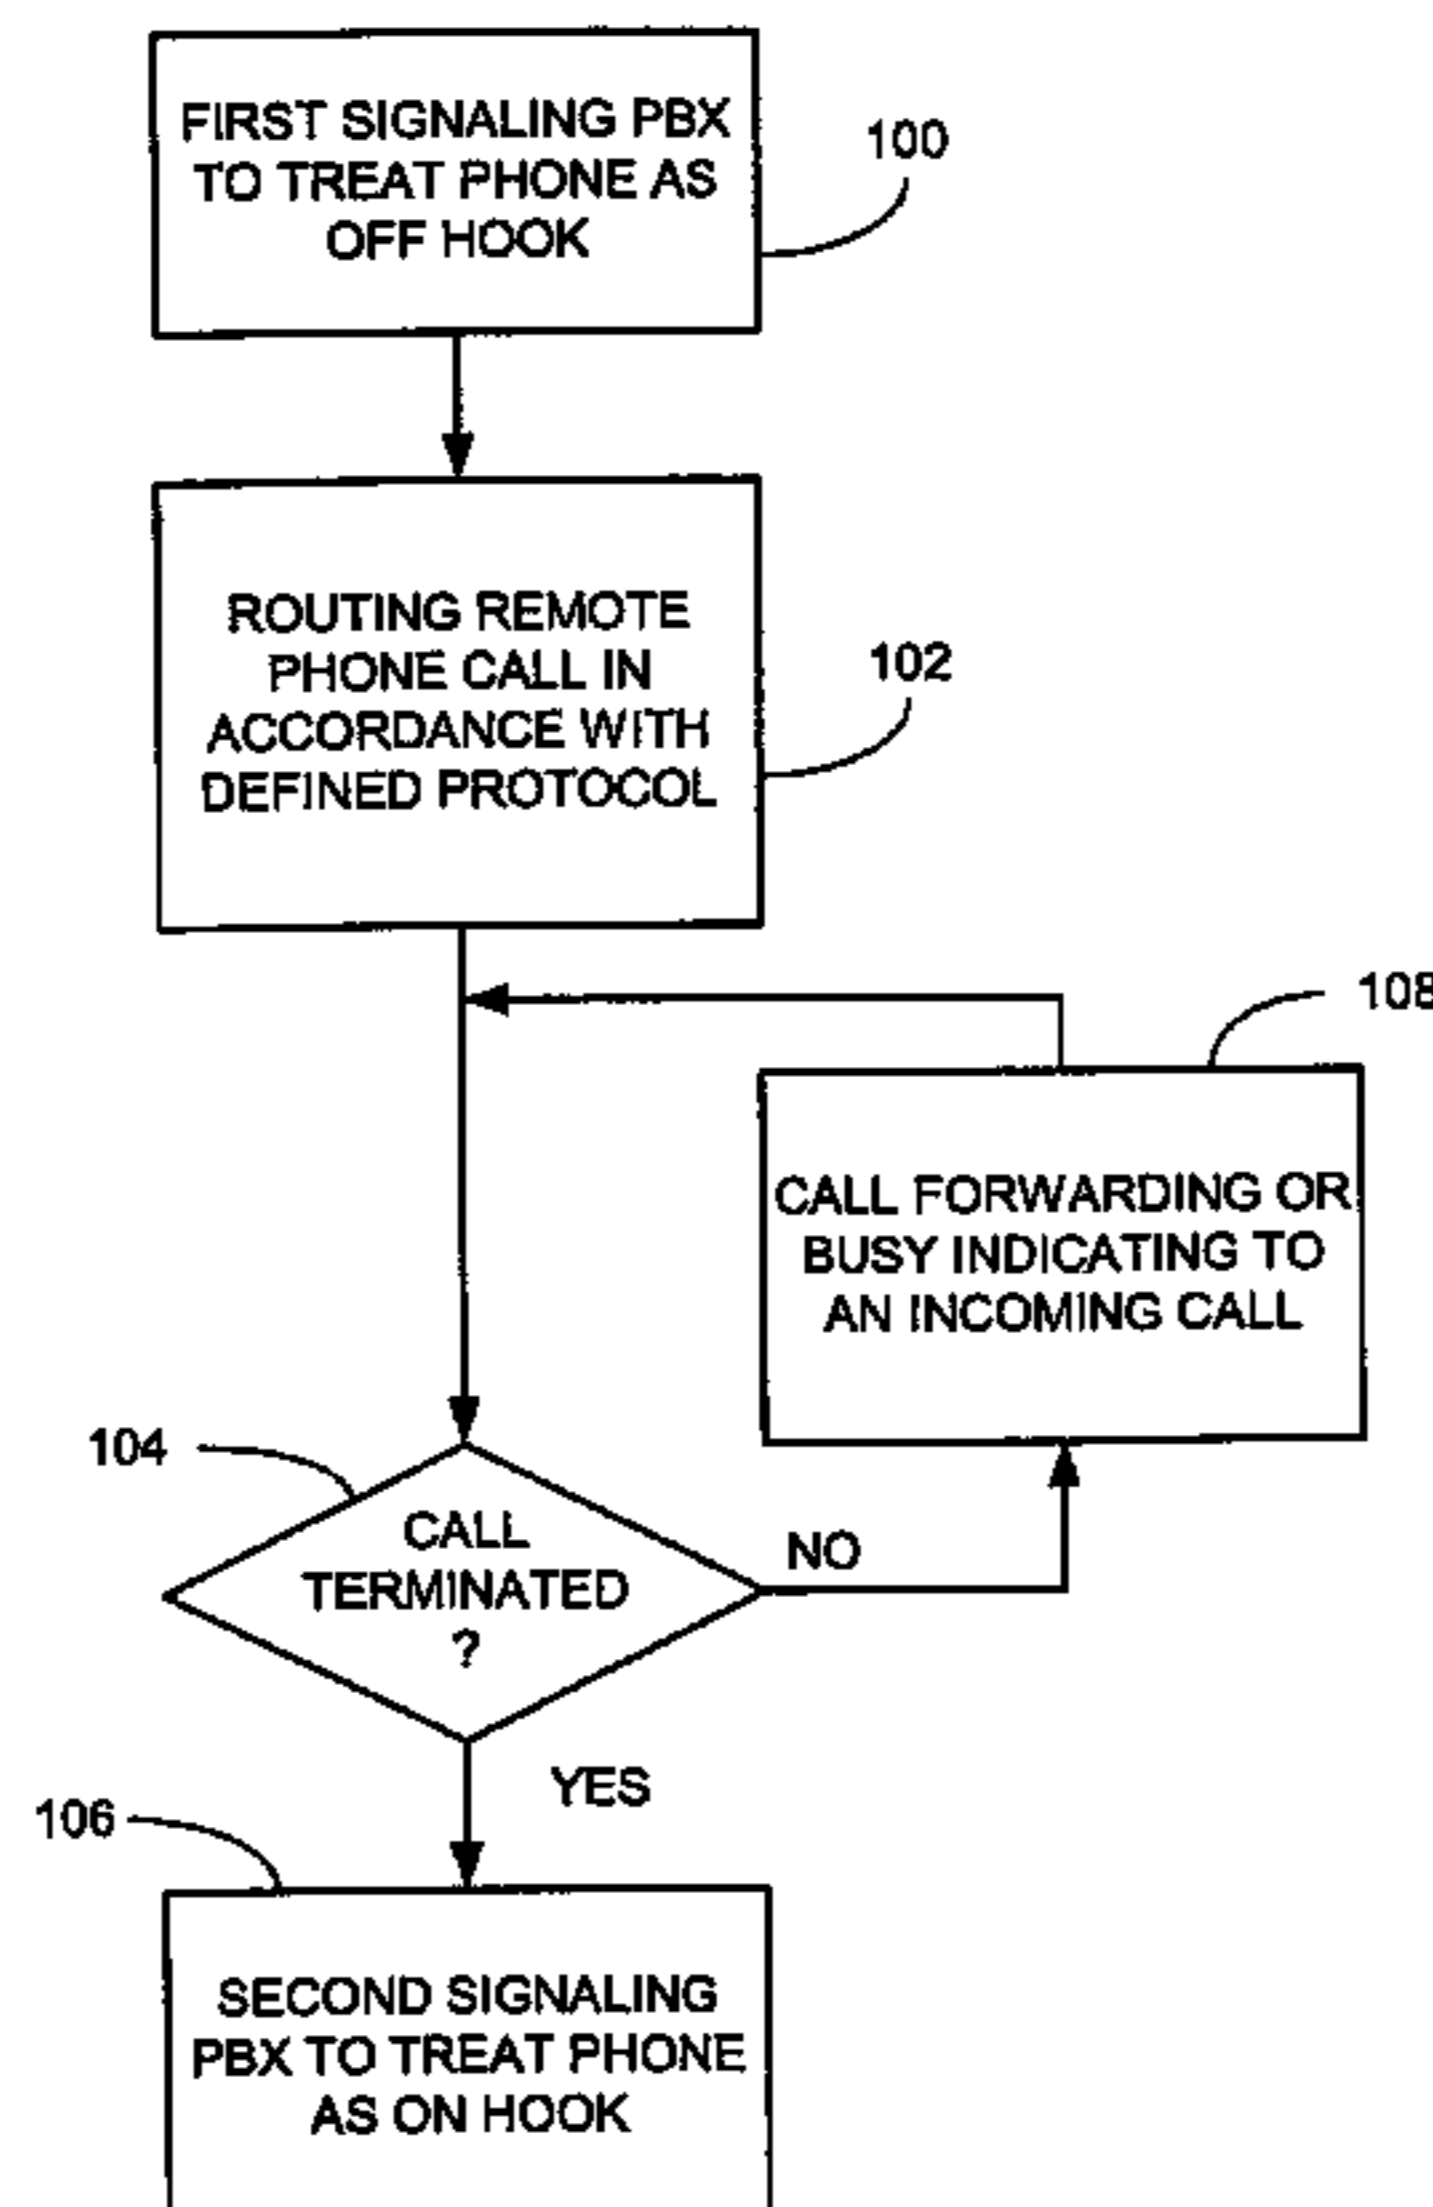 FIRST SIGNALING PBX
TO TREAT PHONE AS
OFF HOOK
100
ROUTING REMOTE
PHONE CALL IN
ACCORDANCE WITH
DEFINED PROTOCOL
102
108
CALL FORWARDING OR
BUSY INDICATING TO
AN INCOMING CALL
104
CALL
TERMINATED
?
NO
YES
106
SECOND SIGNALING
PBX TO TREAT PHONE
AS ON HOOK